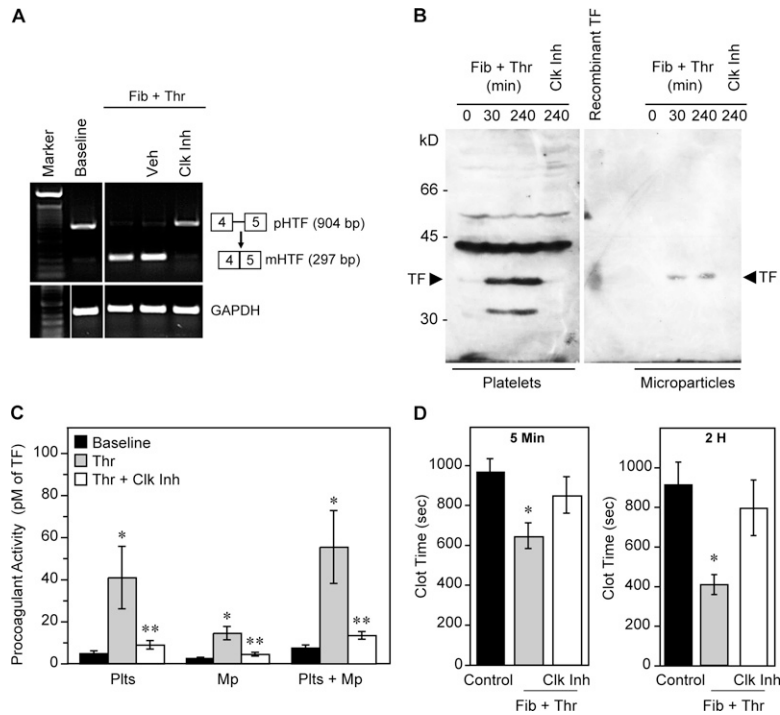 A
Fib + Thr
Marker
Baseline
Veh
Clk Inh
4 5 pHTF (904 bp)
4 5 mHTF (297 bp)
GAPDH
B
Fib + Thr
(min)
Clk Inh
Recombinant TF
Fib + Thr
(min)
Clk Inh
0 30 240 240
0 30 240 240
kD
66 -
45 -
TF
TF
30 -
Platelets
Microparticles
C
Procoagulant Activity (pM of TF)
100
80
60
40
20
0
Baseline
Thr
Thr + Clk Inh
*
**
*
**
*
**
Plts
Mp
Plts + Mp
D
5 Min
Clot Time (sec)
1000
800
600
400
200
0
*
Control
Clk Inh
Fib + Thr
2 H
Clot Time (sec)
1000
800
600
400
200
0
*
Control
Clk Inh
Fib + Thr